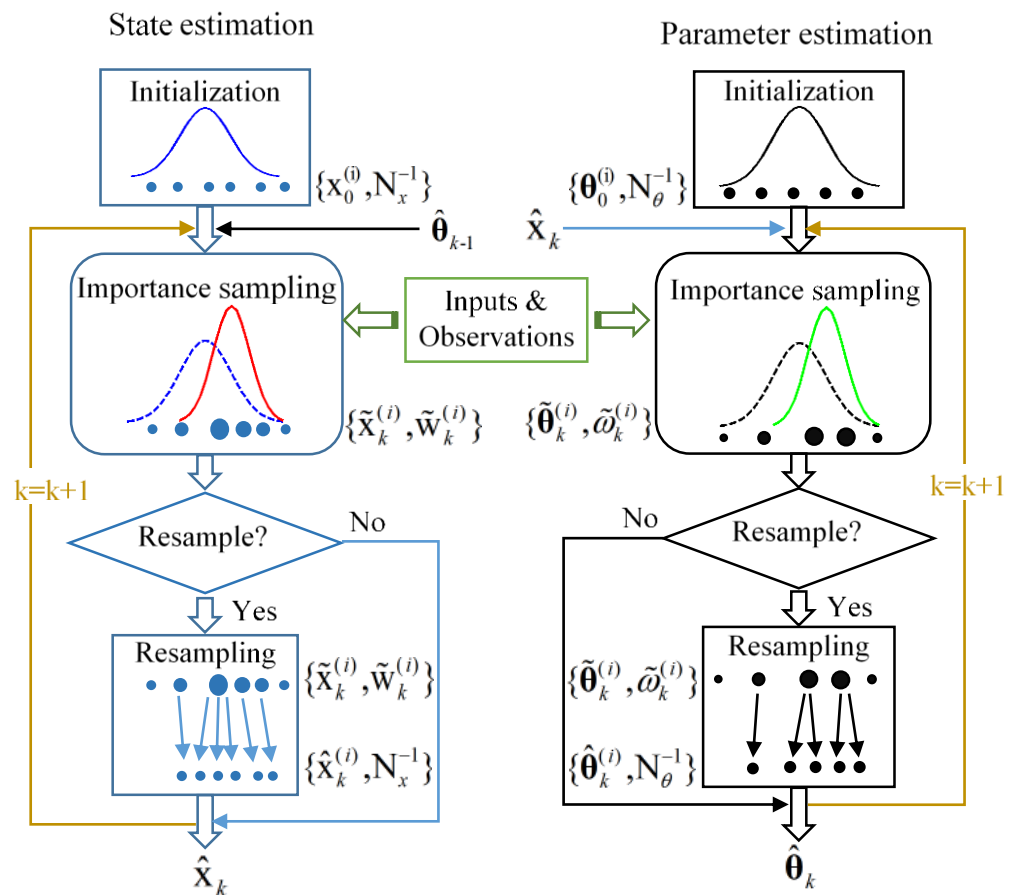 State estimation
Parameter estimation
Initialization
Initialization
{x₀⁽ⁱ⁾,Nₓ⁻¹}
{θ₀⁽ⁱ⁾,N_θ⁻¹}
θ̂ₖ₋₁
x̂ₖ
Importance sampling
Inputs &
Observations
Importance sampling
{x̃ₖ⁽ⁱ⁾,w̃ₖ⁽ⁱ⁾}
{θ̃ₖ⁽ⁱ⁾,ω̃ₖ⁽ⁱ⁾}
k=k+1
k=k+1
Resample?
No
No
Resample?
Yes
Yes
Resampling
Resampling
{x̃ₖ⁽ⁱ⁾,w̃ₖ⁽ⁱ⁾}
{θ̃ₖ⁽ⁱ⁾,ω̃ₖ⁽ⁱ⁾}
{x̂ₖ⁽ⁱ⁾,Nₓ⁻¹}
{θ̂ₖ⁽ⁱ⁾,N_θ⁻¹}
x̂ₖ
θ̂ₖ